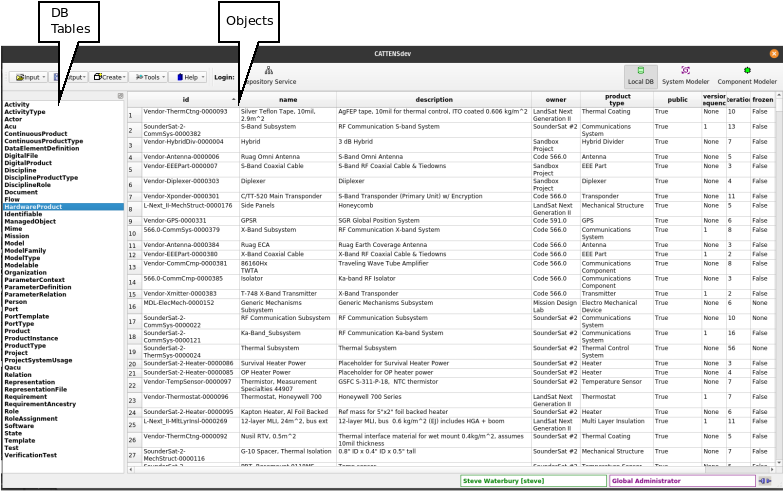 DB
Tables
Objects
CATTENSdev
Input
Create
Tools
Help
Login:
Local DB
System Modeler
Component Modeler
Activity
ActivityType
Actor
Acu
ContinuousProduct
ContinuousProductType
DataElementDefinition
DigitalFile
DigitalProduct
Discipline
DisciplineProductType
DisciplineRole
Document
Flow
HardwareProduct
Identifiable
ManagedObject
Mime
Mission
Model
ModelFamily
ModelType
Modelable
Organization
ParameterContext
ParameterDefinition
ParameterRelation
Person
Port
PortTemplate
PortType
Product
ProductInstance
ProductType
Project
ProjectSystemUsage
Qacu
Relation
Representation
RepresentationFile
Requirement
RequirementAncestry
Role
RoleAssignment
Software
State
Template
Test
VerificationTest
id name description owner product type public frozen
1 Vendor-ThermCtng-0000093 Silver Teflon Tape, 10mil, 2.9m^2 AgFEP tape, 10mil for thermal control, ITO coated 0.606 kg/m^2 LandSat Next Generation II Thermal Coating True None 10 False
2 SounderSat-2-CommSys-0000382 S-Band Subsystem RF Communication S-band System SounderSat #2 Communications System True 1 13 False
3 Vendor-HybridDiv-0000004 Hybrid 3 dB Hybrid Sandbox Project Hybrid Divider True None 7 False
4 Vendor-Antenna-0000006 Ruag Omni Antenna S-Band Omni Antenna Code 566.0 Antenna True None 5 False
5 Vendor-EEEPart-0000007 S-Band Coaxial Cable S-Band RF Coaxial Cable & Tiedowns Sandbox Project EEE Part True None 3 False
6 Vendor-Diplexer-0000003 Diplexer Diiplexer Sandbox Project Diplexer True None 4 False
7 Vendor-Xponder-0000301 C/TT-520 Main Transponder S-Band Transponder (Primary Unit) w/ Encryption Code 566.0 Transponder True None 11 False
8 L-Next_II-MechStruct-0000176 Side Panels Honeycomb LandSat Next Generation II Mechanical Structure True None 5 False
9 Vendor-GPS-0000331 GPSR SGR Global Position System Code 591.0 GPS True None 6 False
10 566.0-CommSys-0000379 X-Band Subsystem RF Communication X-band System Code 566.0 Communications System True 1 8 False
11 Vendor-Antenna-0000384 Ruag ECA Ruag Earth Coverage Antenna Code 566.0 Antenna True None 3 False
12 Vendor-EEEPart-0000380 X-Band Coaxial Cable X-Band RF Coaxial Cable & Tiedowns Code 566.0 EEE Part True 1 2 False
13 Vendor-CommCmp-0000381 86160Hx TWTA Traveling Wave Tube Amplifier Code 566.0 Communications Component True None 8 False
14 566.0-CommCmp-0000385 Isolator Ka-band RF Isolator Code 566.0 Communications Component True None 3 False
15 Vendor-Xmitter-0000383 T-748 X-Band Transmitter X-Band Transponder Code 566.0 Transmitter True 1 2 False
16 MDL-ElecMech-0000152 Generic Mechanisms Subsystem Generic Mechanisms Subsystem Mission Design Lab Electro Mechanical Device True None 6 None
17 SounderSat-2-CommSys-0000022 RF Communication Subsystem RF Communication Subsystem SounderSat #2 Communications System True None 10 None
18 SounderSat-2-CommSys-0000121 Ka-Band_Subsystem RF Communication Ka-band System SounderSat #2 Communications System True 1 16 False
19 SounderSat-2-ThermSys-0000024 Thermal Subsystem Thermal Subsystem SounderSat #2 Thermal Control System True None 56 None
20 SounderSat-2-Heater-0000086 Survival Heater Power Placeholder for Survival Heater Power SounderSat #2 Heater True None 3 False
21 SounderSat-2-Heater-0000085 OP Heater Power Placeholder for OP heater power SounderSat #2 Heater True None 4 False
22 Vendor-TempSensor-0000097 Thermistor, Measurement Specialties 44907 GSFC S-311-P-18, NTC thermistor SounderSat #2 Temperature Sensor True None 7 False
23 Vendor-Thermostat-0000096 Thermostat, Honeywell 700 Honeywell 700 Series LandSat Next Generation II Thermostat True 1 7 False
24 SounderSat-2-Heater-0000095 Kapton Heater, Al Foil Backed Ref mass for 5"x2" foil backed heater SounderSat #2 Heater True None 6 False
25 L-Next_II-MltLyrInsl-0000269 12-layer MLI, 24m^2, bus ext 12-layer MLI, bus 0.6 kg/m^2 (EJ) includes HGA + boom LandSat Next Generation II Multi Layer Insulation True 1 11 False
26 Vendor-ThermCtng-0000092 Nusil RTV, 0.5m^2 Thermal interface material for wet mount 0.4kg/m^2, assumes 10mil thickness SounderSat #2 Thermal Coating True None 5 False
27 SounderSat-2-MechStruct-0000116 G-10 Spacer, Thermal Isolation 0.8" ID x 0.4" ID x 0.5" tall SounderSat #2 Mechanical Structure True None 7 False
Steve Waterbury [steve]
Global Administrator